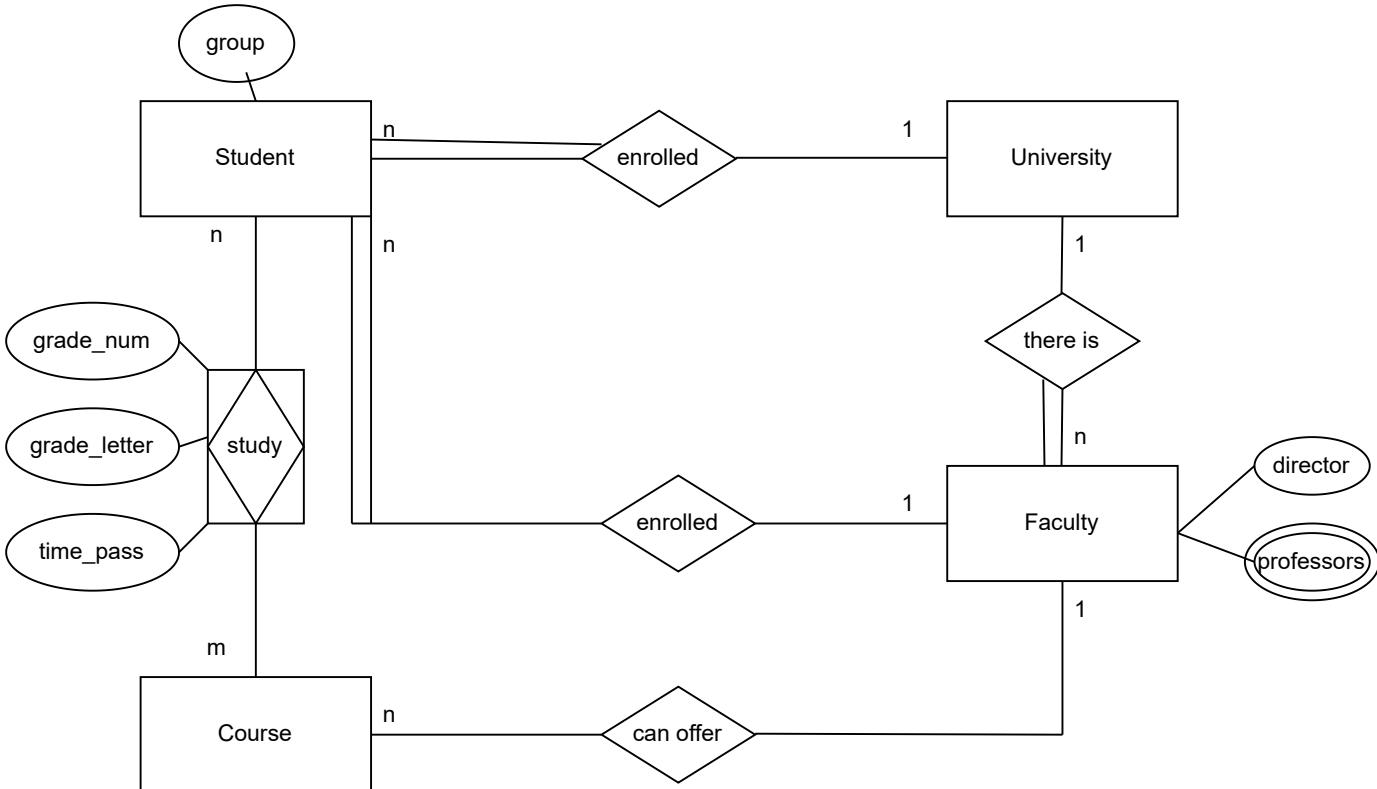 group
n
1
Student
enrolled
University
n
n
1
grade_num
there is
grade_letter
study
n
director
1
enrolled
Faculty
time_pass
professors
1
m
n
Course
can offer